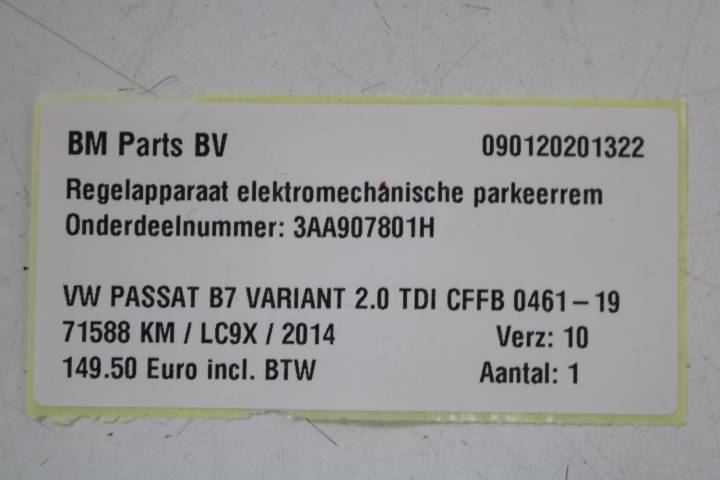 BM Parts BV 090120201322
Regelapparaat elektromechanische parkeerrem
Onderdeelnummer: 3AA907801H
VW PASSAT B7 VARIANT 2.0 TDI CFFB 0461-19
71588 KM / LC9X / 2014 Verz: 10
149.50 Euro incl. BTW Aantal: 1